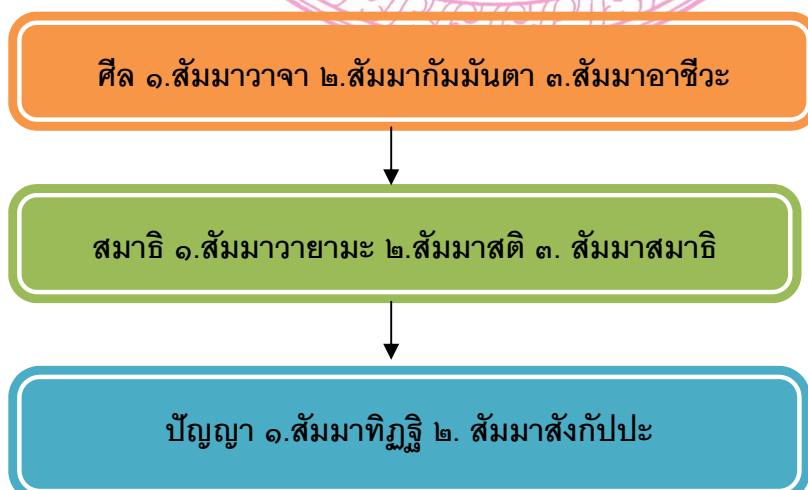 ศีล ๑.สัมมาวาจา ๒.สัมมากัมมันตา ๓.สัมมาอาชีวะ
สมาธิ ๑.สัมมาวายามะ ๒.สัมมาสติ ๓. สัมมาสมาธิ
ปัญญา ๑.สัมมาทิฏฐิ ๒. สัมมาสังกัปปะ